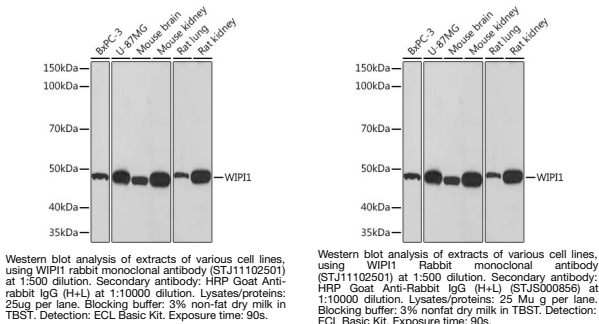 BxPC-3
U-87MG
Mouse brain
Mouse kidney
Rat lung
Rat kidney
150kDa
100kDa
70kDa
50kDa
40kDa
35kDa
WIPI1
Western blot analysis of extracts of various cell lines,
using WIPI1 rabbit monoclonal antibody (STJ11102501)
at 1:500 dilution. Secondary antibody: HRP Goat Anti-
rabbit IgG (H+L) at 1:10000 dilution. Lysates/proteins:
25ug per lane. Blocking buffer: 3% non-fat dry milk in
TBST. Detection: ECL Basic Kit. Exposure time: 90s.
BxPC-3
U-87MG
Mouse brain
Mouse kidney
Rat lung
Rat kidney
150kDa
100kDa
70kDa
50kDa
40kDa
35kDa
WIPI1
Western blot analysis of extracts of various cell lines,
using WIPI1 Rabbit monoclonal antibody
(STJ11102501) at 1:500 dilution. Secondary antibody:
HRP Goat Anti-Rabbit IgG (H+L) (STJS000856) at
1:10000 dilution. Lysates/proteins: 25 Mu g per lane.
Blocking buffer: 3% nonfat dry milk in TBST. Detection:
ECL Basic Kit. Exposure time: 90s.